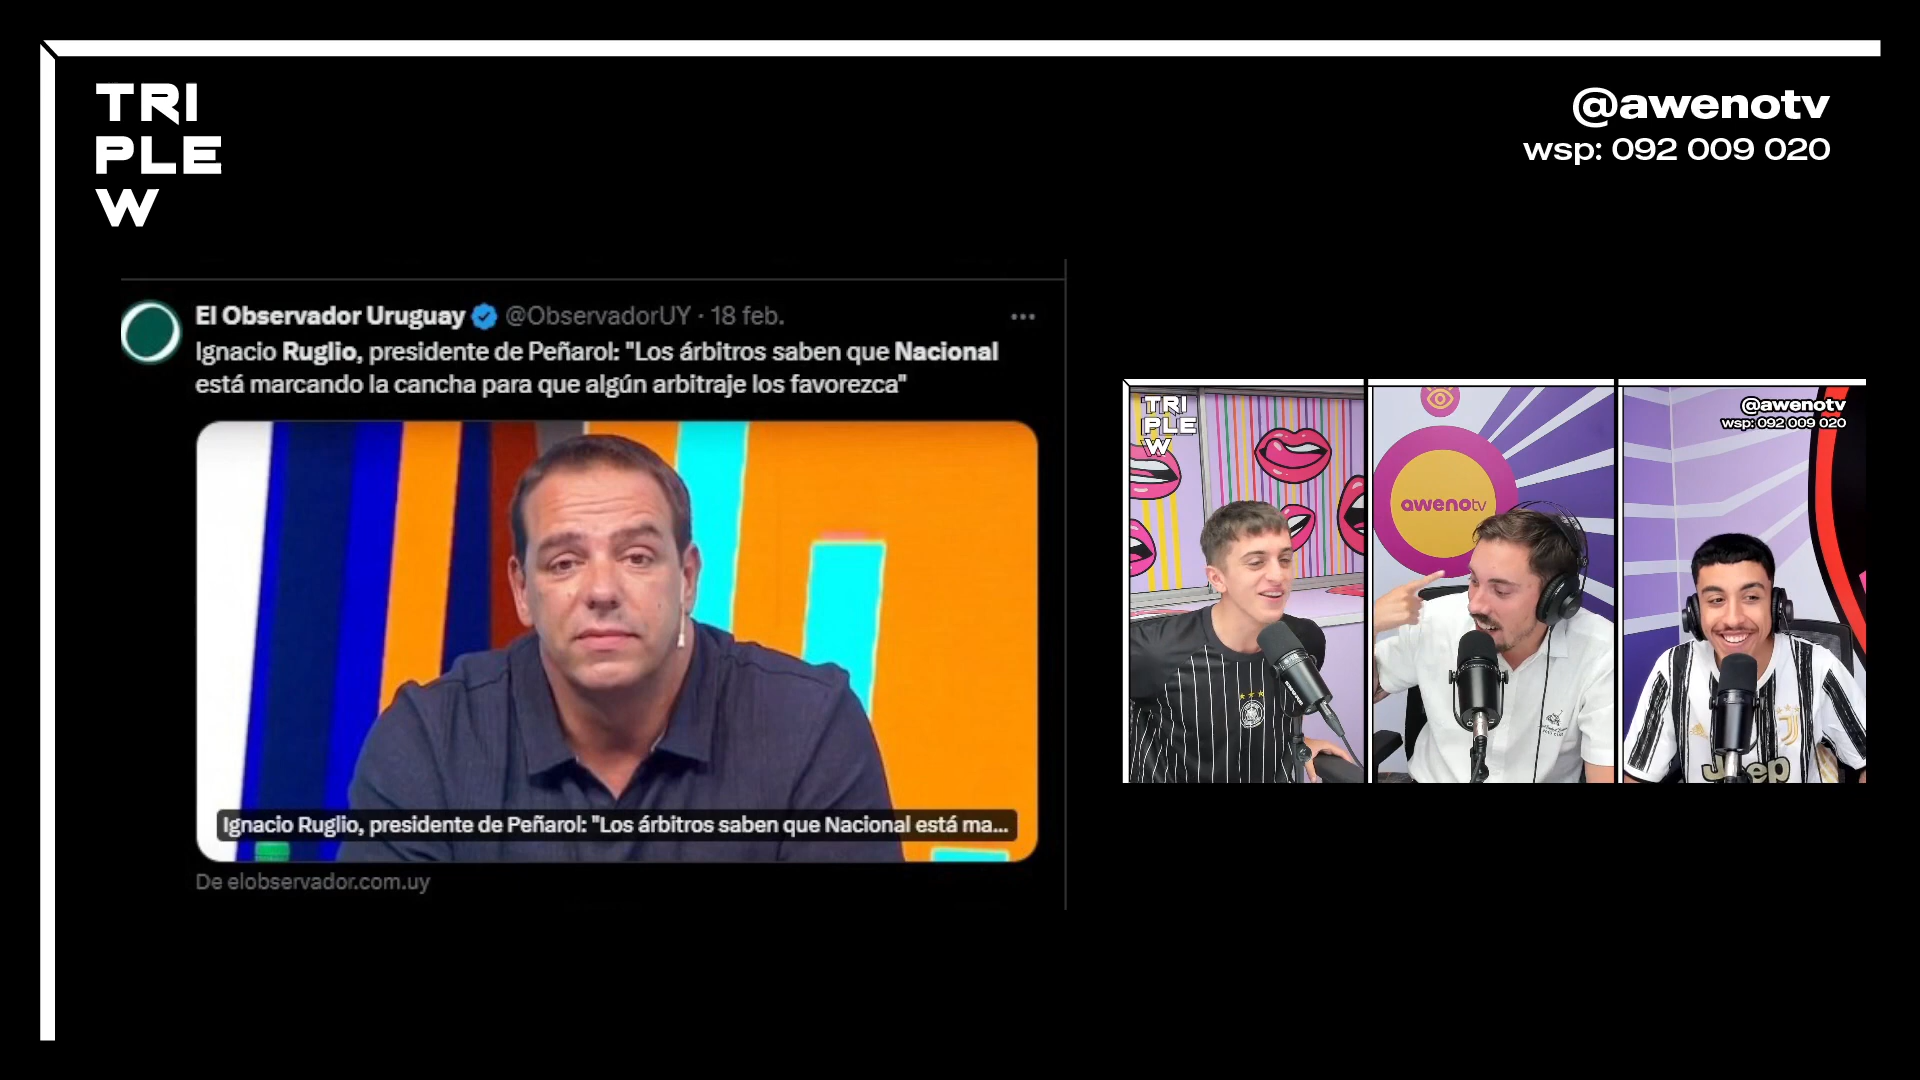 TRI
PLE
W
@awenotv
wsp: 092 009 020
El Observador Uruguay @ObservadorUY · 18 feb.
Ignacio Ruglio, presidente de Peñarol: "Los árbitros saben que Nacional
está marcando la cancha para que algún arbitraje los favorezca"
Ignacio Ruglio, presidente de Peñarol: "Los árbitros saben que Nacional está ma...
De elobservador.com.uy
TRI
PLE
W
awenotv
@awenotv
wsp: 092 009 020
Jeep